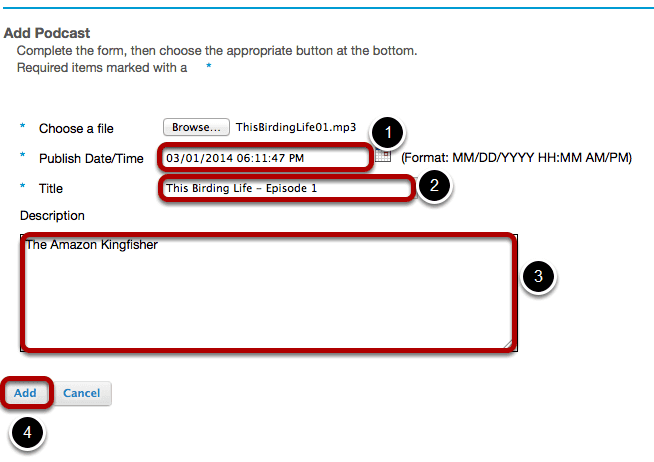 Add Podcast
Complete the form, then choose the appropriate button at the bottom.
Required items marked with a *
* Choose a file Browse... ThisBirdingLife01.mp3
1
* Publish Date/Time 03/01/2014 06:11:47 PM (Format: MM/DD/YYYY HH:MM AM/PM)
* Title This Birding Life - Episode 1 2
Description
The Amazon Kingfisher
3
Add Cancel
4